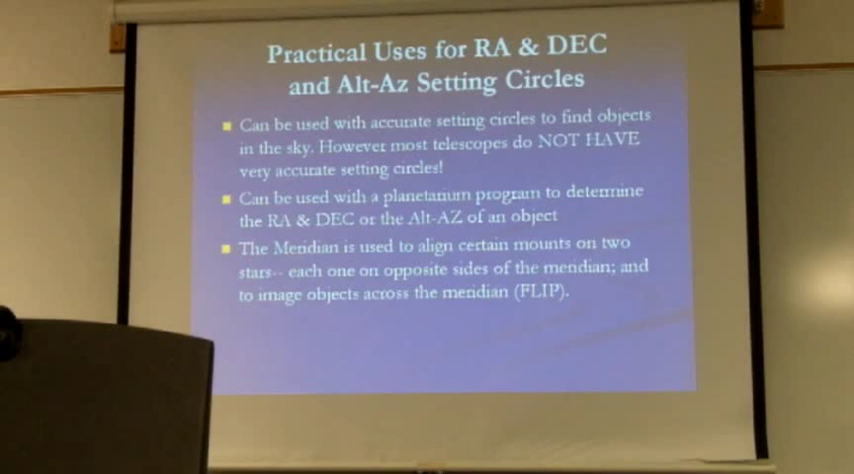 Practical Uses for RA & DEC
and Alt-Az Setting Circles
Can be used with accurate setting circles to find objects
in the sky. However most telescopes do NOT HAVE
very accurate setting circles!
Can be used with a planetarium program to determine
the RA & DEC or the Alt-AZ of an object
The Meridian is used to align certain mounts on two
stars-- each one on opposite sides of the meridian; and
to image objects across the meridian (FLIP).